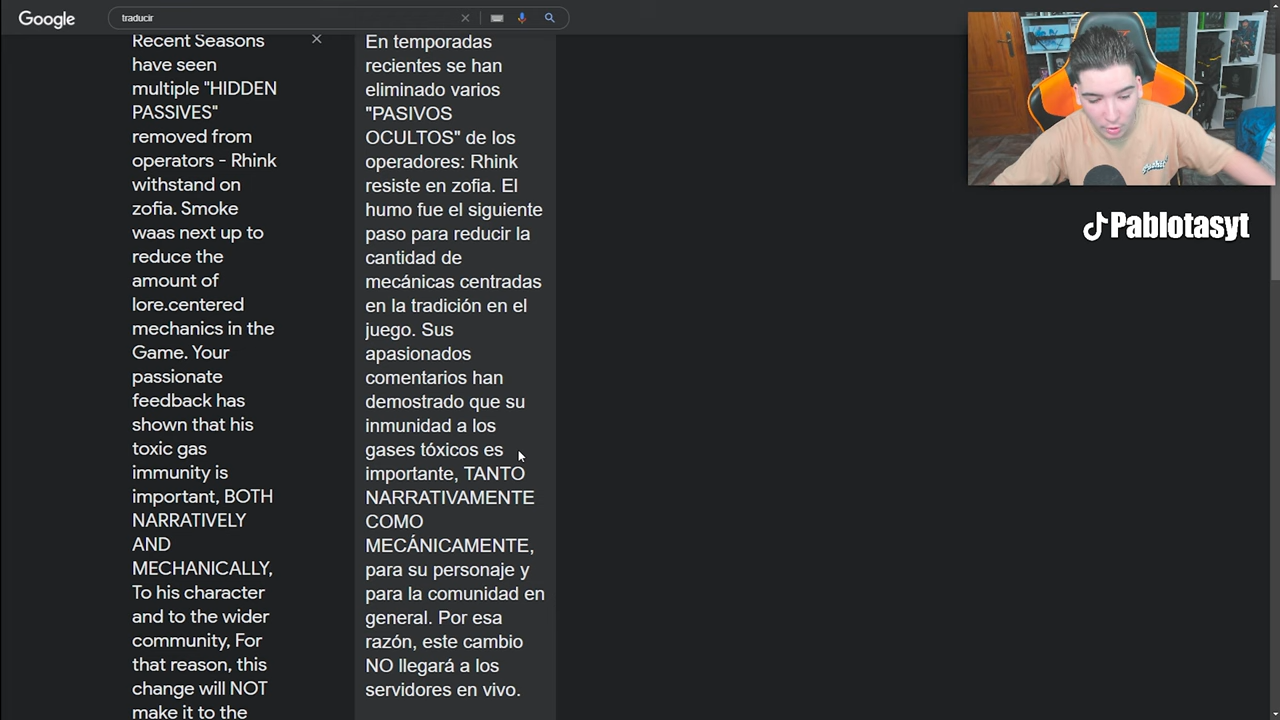 Google
traducir
Recent Seasons
have seen
multiple "HIDDEN
PASSIVES"
removed from
operators - Rhink
withstand on
zofia. Smoke
waas next up to
reduce the
amount of
lore.centered
mechanics in the
Game. Your
passionate
feedback has
shown that his
toxic gas
immunity is
important, BOTH
NARRATIVELY
AND
MECHANICALLY,
To his character
and to the wider
community, For
that reason, this
change will NOT
make it to the
En temporadas
recientes se han
eliminado varios
"PASIVOS
OCULTOS" de los
operadores: Rhink
resiste en zofia. El
humo fue el siguiente
paso para reducir la
cantidad de
mecánicas centradas
en la tradición en el
juego. Sus
apasionados
comentarios han
demostrado que su
inmunidad a los
gases tóxicos es
importante, TANTO
NARRATIVAMENTE
COMO
MECÁNICAMENTE,
para su personaje y
para la comunidad en
general. Por esa
razón, este cambio
NO llegará a los
servidores en vivo.
Pablotasyt